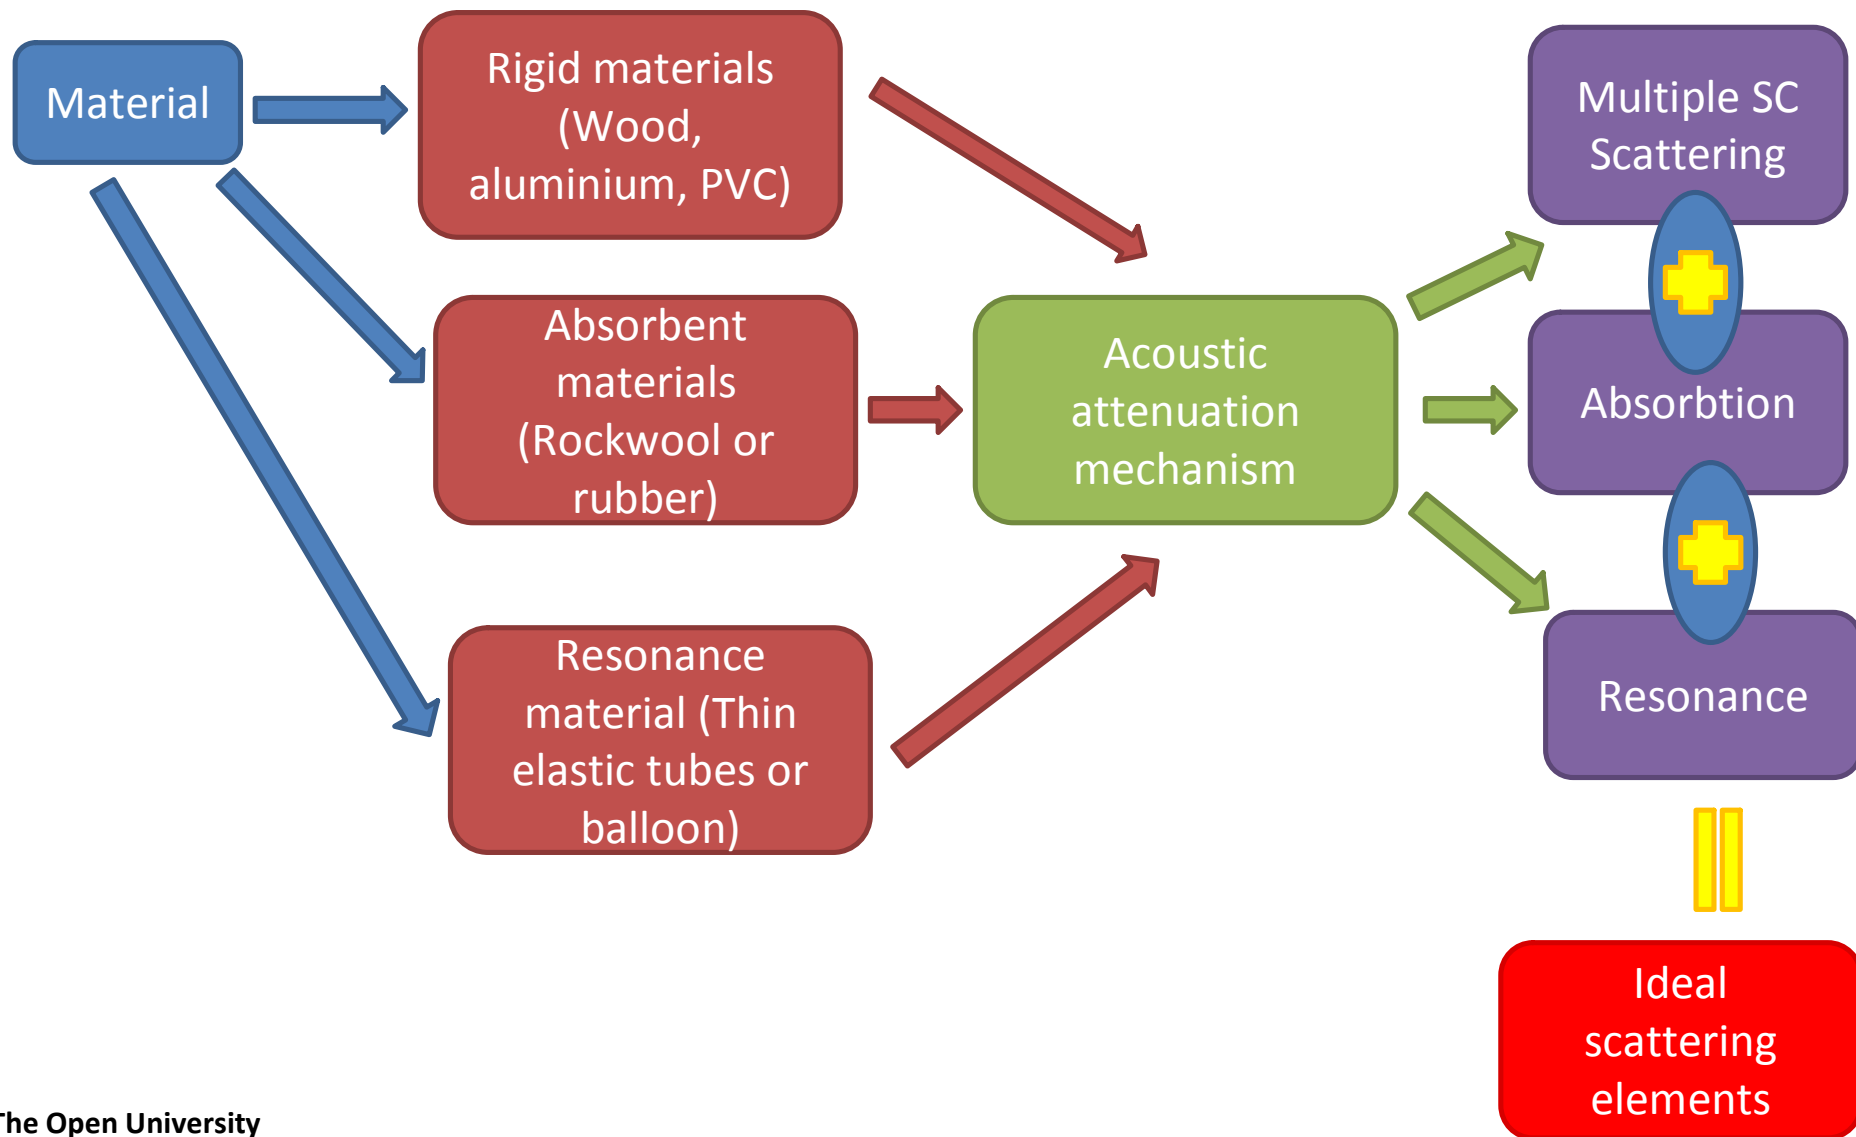 Material
Rigid materials
(Wood,
aluminium, PVC)
Absorbent
materials
(Rockwool or
rubber)
Resonance
material (Thin
elastic tubes or
balloon)
Acoustic
attenuation
mechanism
Multiple SC
Scattering
Absorbtion
Resonance
Ideal
scattering
elements
The Open University